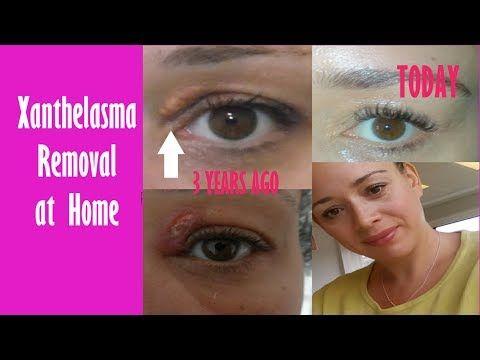 Xanthelasma
Removal
at Home
3 YEARS AGO
TODAY